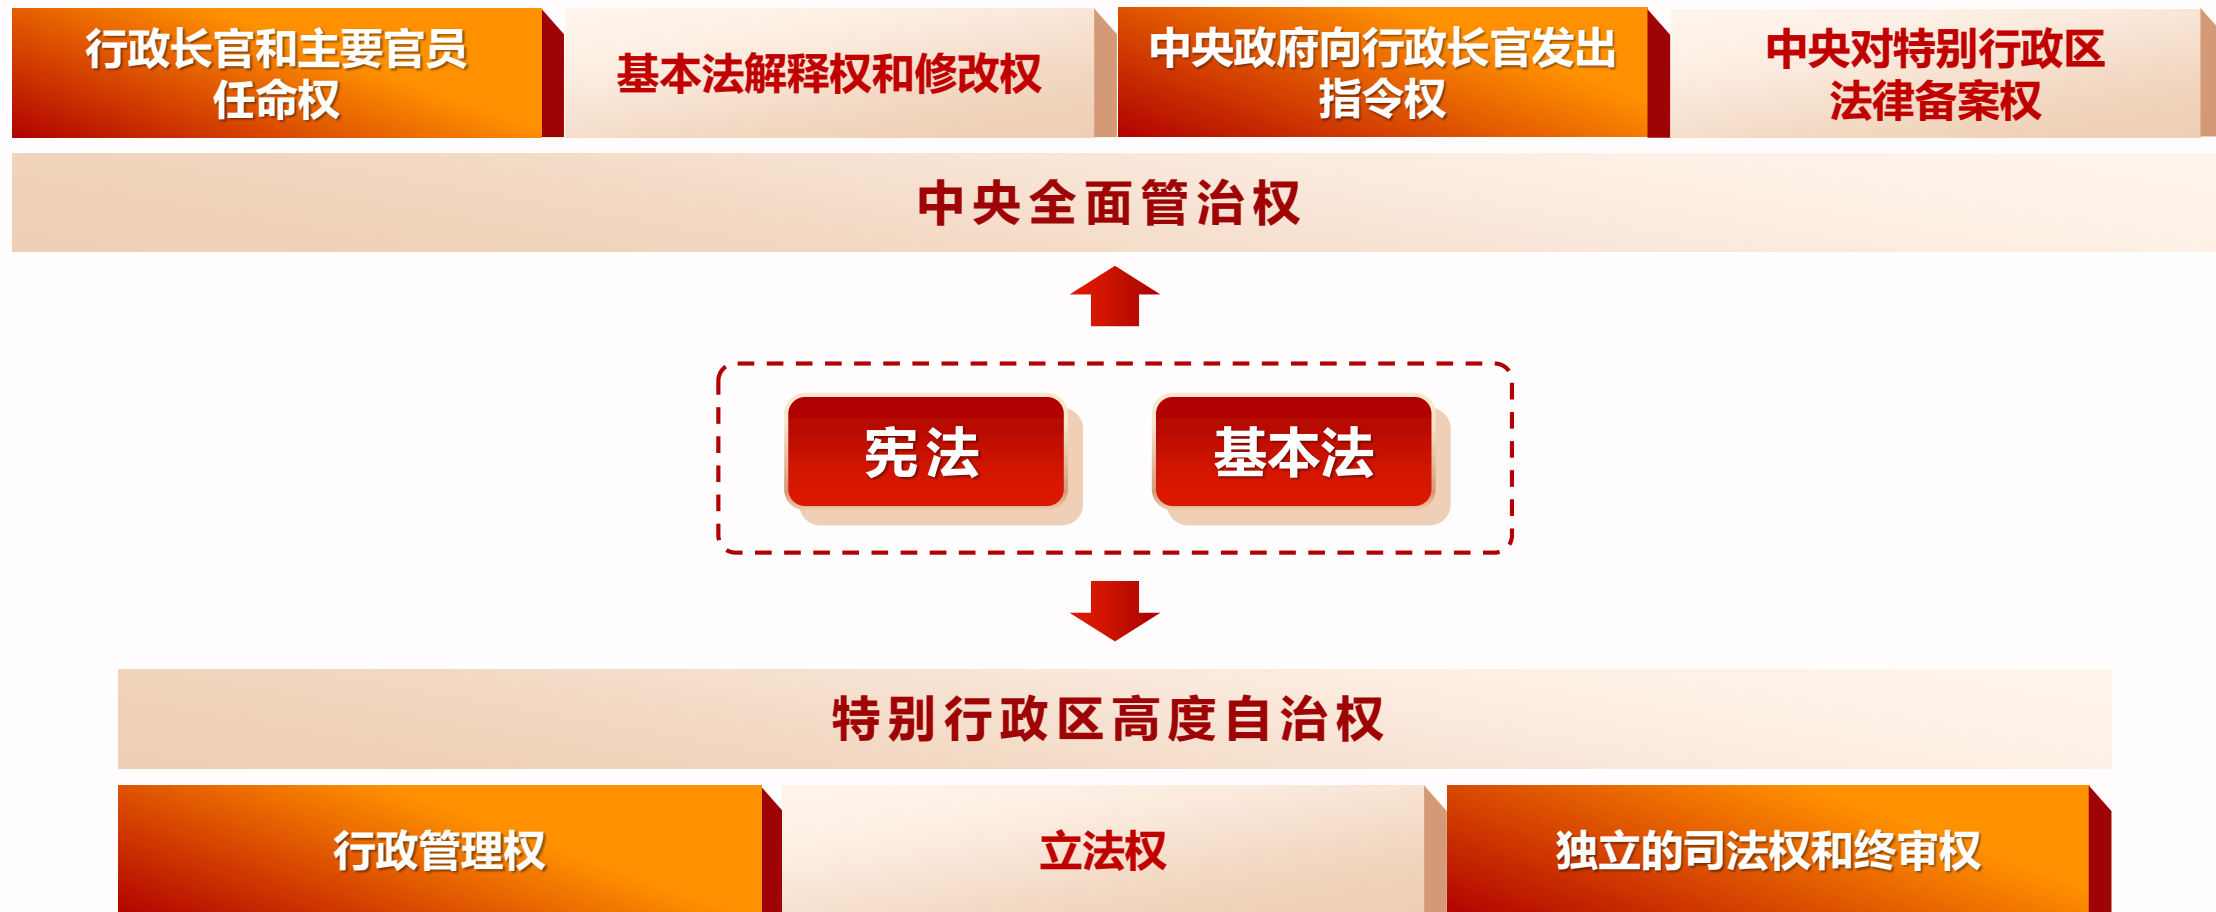 行政长官和主要官员
任命权
基本法解释权和修改权
中央政府向行政长官发出
指令权
中央对特别行政区
法律备案权
中央全面管治权
宪法
基本法
特别行政区高度自治权
行政管理权
立法权
独立的司法权和终审权